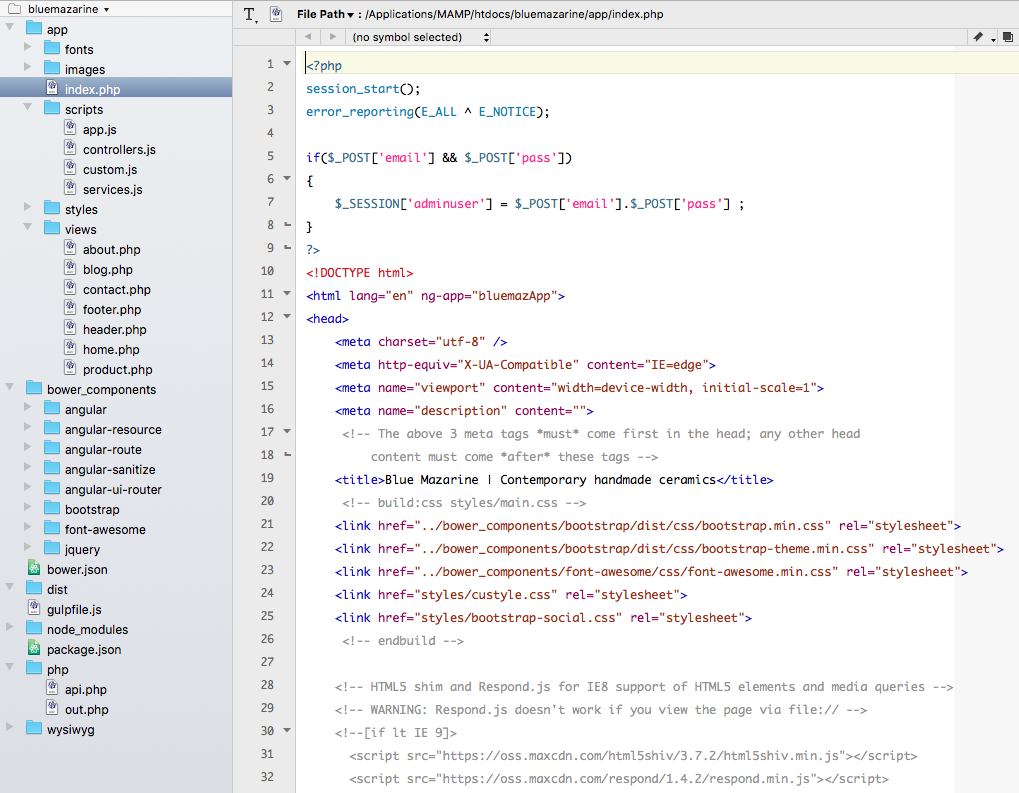 bluemazarine
app
fonts
images
index.php
scripts
app.js
controllers.js
custom.js
services.js
styles
views
about.php
blog.php
contact.php
footer.php
header.php
home.php
product.php
bower_components
angular
angular-resource
angular-route
angular-sanitize
angular-ui-router
bootstrap
font-awesome
jquery
bower.json
dist
gulpfile.js
node_modules
package.json
php
api.php
out.php
wysiwyg
File Path ▾ : /Applications/MAMP/htdocs/bluemazarine/app/index.php
(no symbol selected)
1 <?php
2 session_start();
3 error_reporting(E_ALL ^ E_NOTICE);
4
5 if($_POST['email'] && $_POST['pass'])
6 {
7     $_SESSION['adminuser'] = $_POST['email'].$_POST['pass'] ;
8 }
9 ?>
10 <!DOCTYPE html>
11 <html lang="en" ng-app="bluemazApp">
12 <head>
13     <meta charset="utf-8" />
14     <meta http-equiv="X-UA-Compatible" content="IE=edge">
15     <meta name="viewport" content="width=device-width, initial-scale=1">
16     <meta name="description" content="">
17      <!-- The above 3 meta tags *must* come first in the head; any other head
18          content must come *after* these tags -->
19     <title>Blue Mazarine | Contemporary handmade ceramics</title>
20      <!-- build:css styles/main.css -->
21     <link href="../bower_components/bootstrap/dist/css/bootstrap.min.css" rel="stylesheet">
22     <link href="../bower_components/bootstrap/dist/css/bootstrap-theme.min.css" rel="stylesheet">
23     <link href="../bower_components/font-awesome/css/font-awesome.min.css" rel="stylesheet">
24     <link href="styles/custyle.css" rel="stylesheet">
25     <link href="styles/bootstrap-social.css" rel="stylesheet">
26      <!-- endbuild -->
27
28     <!-- HTML5 shim and Respond.js for IE8 support of HTML5 elements and media queries -->
29     <!-- WARNING: Respond.js doesn't work if you view the page via file:// -->
30     <!--[if lt IE 9]>
31       <script src="https://oss.maxcdn.com/html5shiv/3.7.2/html5shiv.min.js"></script>
32       <script src="https://oss.maxcdn.com/respond/1.4.2/respond.min.js"></script>